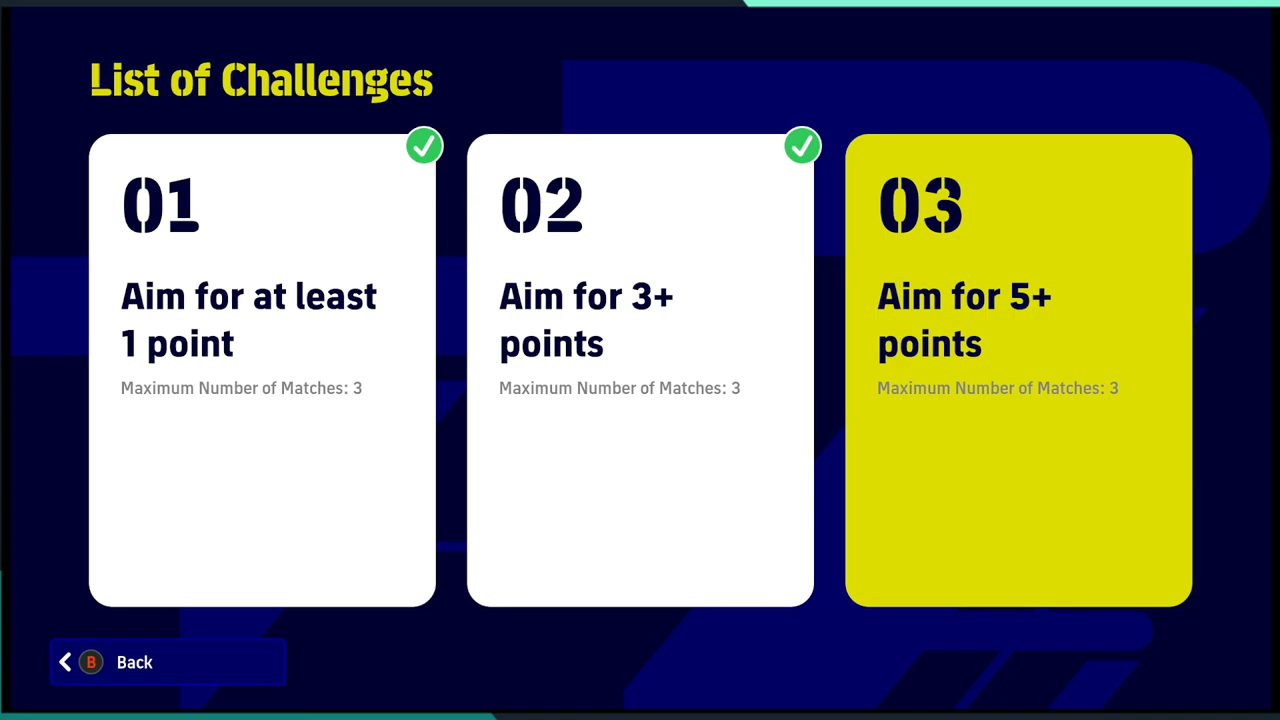 List of Challenges
01
Aim for at least
1 point
Maximum Number of Matches: 3
02
Aim for 3+
points
Maximum Number of Matches: 3
03
Aim for 5+
points
Maximum Number of Matches: 3
B Back